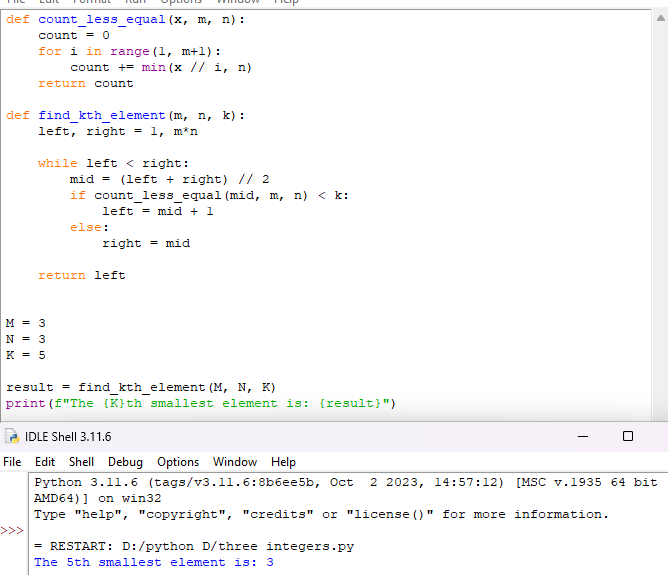 File Edit Format Run Options Window Help
def count_less_equal(x, m, n):
    count = 0
    for i in range(1, m+1):
        count += min(x // i, n)
    return count
def find_kth_element(m, n, k):
    left, right = 1, m*n
    while left < right:
        mid = (left + right) // 2
        if count_less_equal(mid, m, n) < k:
            left = mid + 1
        else:
            right = mid
    return left
M = 3
N = 3
K = 5
result = find_kth_element(M, N, K)
print(f"The {K}th smallest element is: {result}")
IDLE Shell 3.11.6
File Edit Shell Debug Options Window Help
Python 3.11.6 (tags/v3.11.6:8b6ee5b, Oct  2 2023, 14:57:12) [MSC v.1935 64 bit
AMD64)] on win32
Type "help", "copyright", "credits" or "license()" for more information.
>>>
= RESTART: D:/python D/three integers.py
The 5th smallest element is: 3